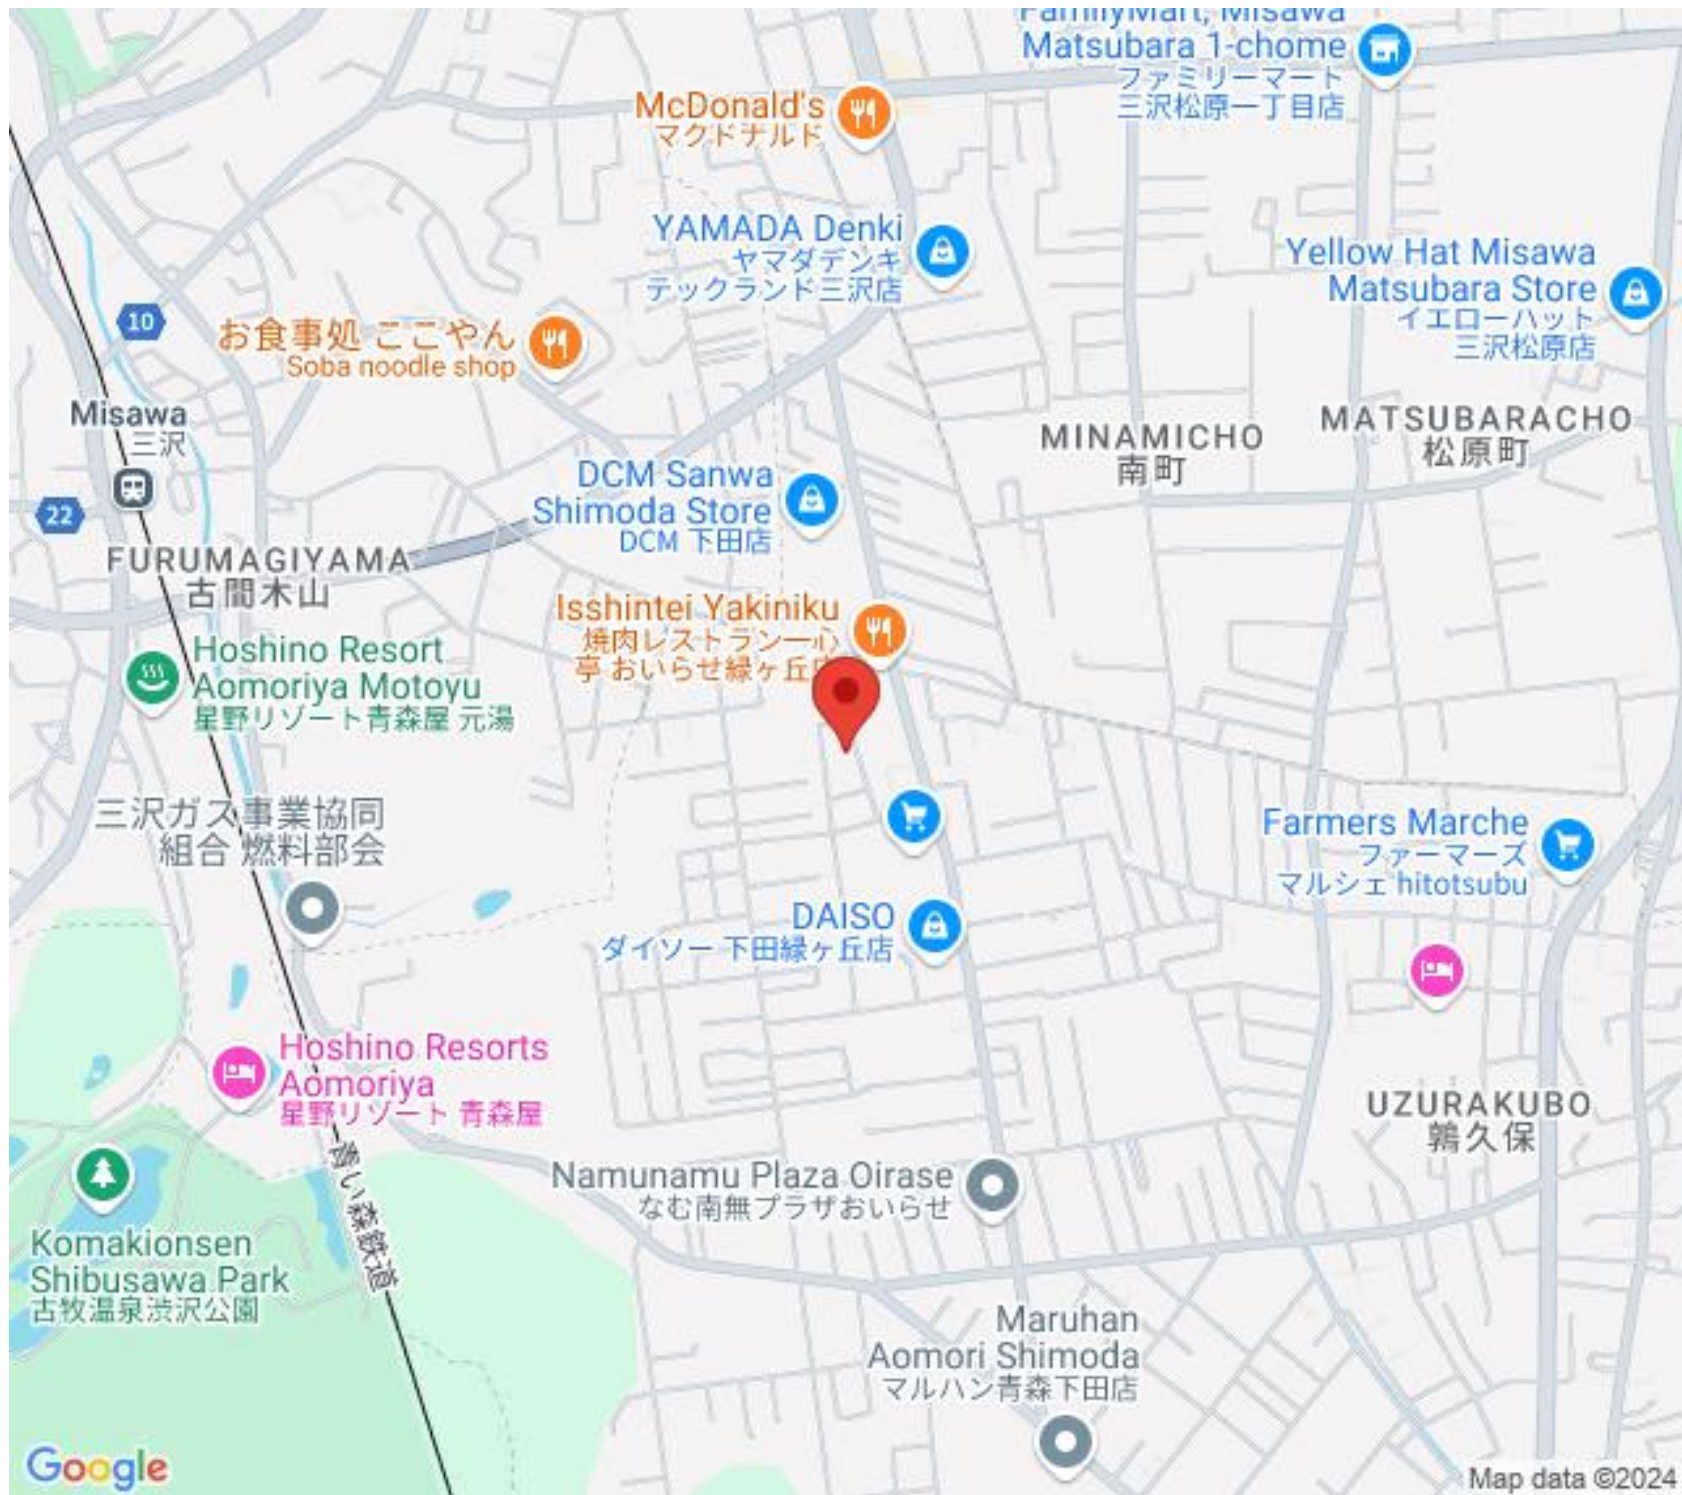 FamilyMart, Misawa
Matsubara 1-chome
ファミリーマート
三沢松原一丁目店
McDonald's
マクドナルド
YAMADA Denki
ヤマダデンキ
テックランド三沢店
Yellow Hat Misawa
Matsubara Store
イエローハット
三沢松原店
10
お食事処 ここやん
Soba noodle shop
Misawa
三沢
22
MINAMICHO
南町
MATSUBARACHO
松原町
DCM Sanwa
Shimoda Store
DCM 下田店
FURUMAGIYAMA
古間木山
Isshintei Yakiniku
焼肉レストラン一心
亭 おいらせ緑ヶ丘店
Hoshino Resort
Aomoriya Motoyu
星野リゾート青森屋 元湯
三沢ガス事業協同
組合 燃料部会
Farmers Marche
ファーマーズ
マルシェ hitotsubu
DAISO
ダイソー 下田緑ヶ丘店
Hoshino Resorts
Aomoriya
星野リゾート 青森屋
UZURAKUBO
鶉久保
青い森鉄道
Namunamu Plaza Oirase
なむ南無プラザおいらせ
Komakionsen
Shibusawa Park
古牧温泉渋沢公園
Maruhan
Aomori Shimoda
マルハン青森下田店
Google
Map data ©2024